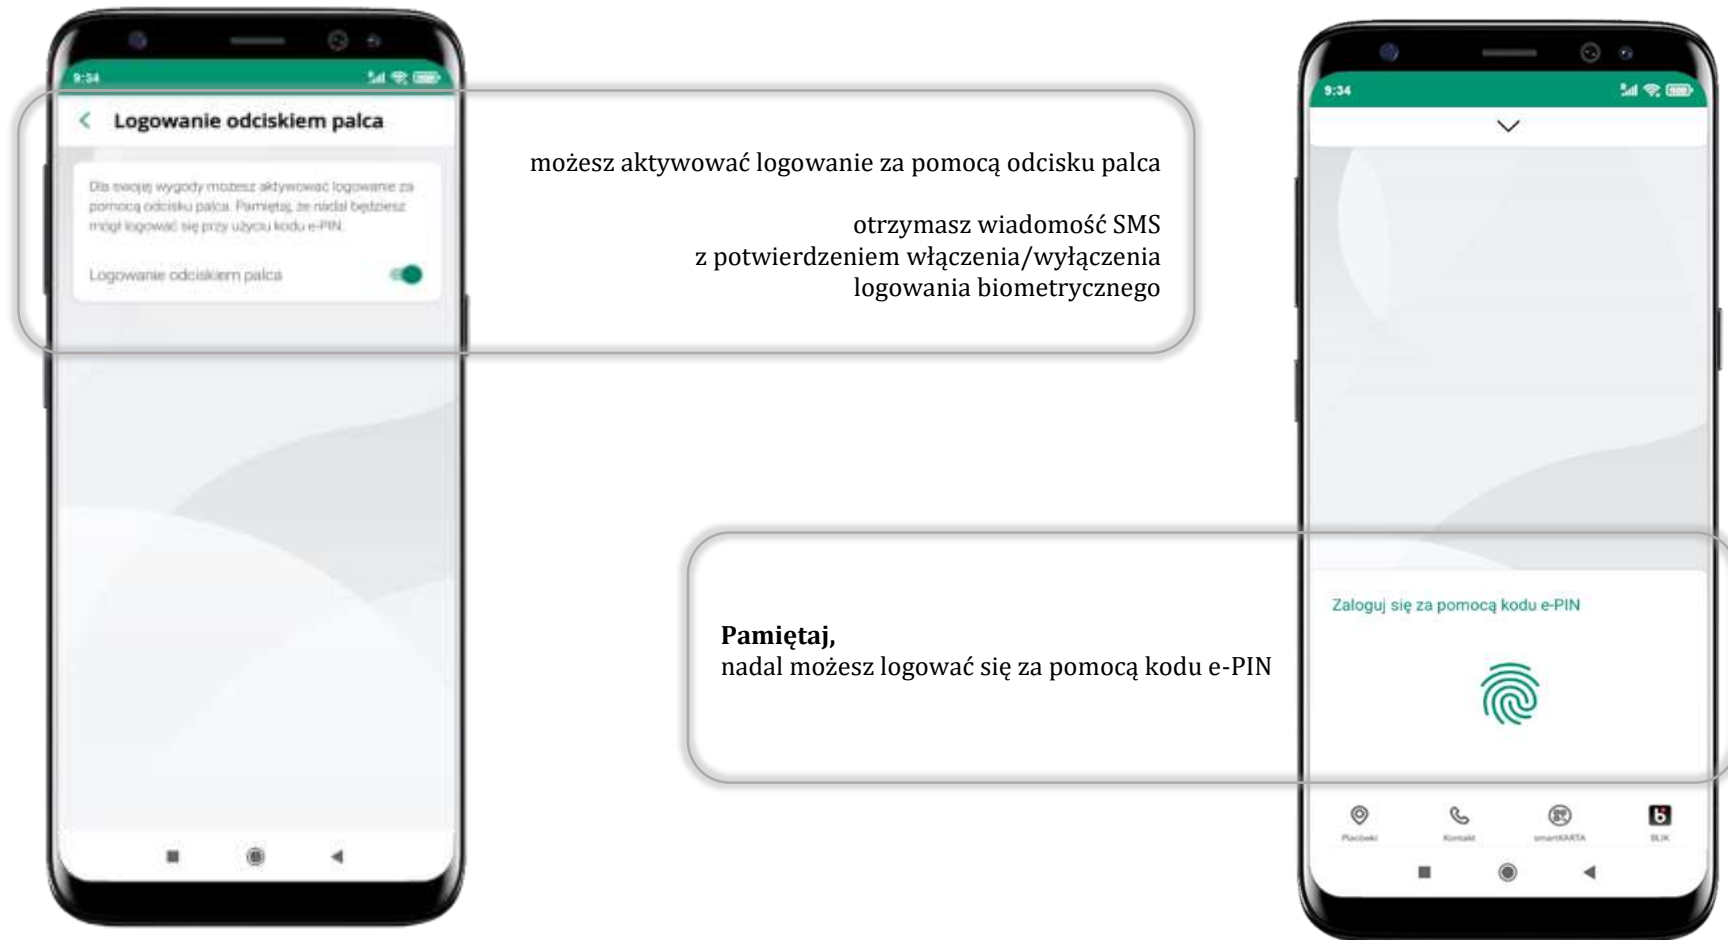 9:34
Logowanie odciskiem palca
Dla swojej wygody możesz aktywować logowanie za
pomocą odcisku palca. Pamiętaj, że nadal będziesz
mógł logować się przy użyciu kodu e-PIN.
Logowanie odciskiem palca
możesz aktywować logowanie za pomocą odcisku palca
otrzymasz wiadomość SMS
z potwierdzeniem włączenia/wyłączenia
logowania biometrycznego
Pamiętaj,
nadal możesz logować się za pomocą kodu e-PIN
9:34
Zaloguj się za pomocą kodu e-PIN
Placówki
Kontakt
smartKARTA
BLIK